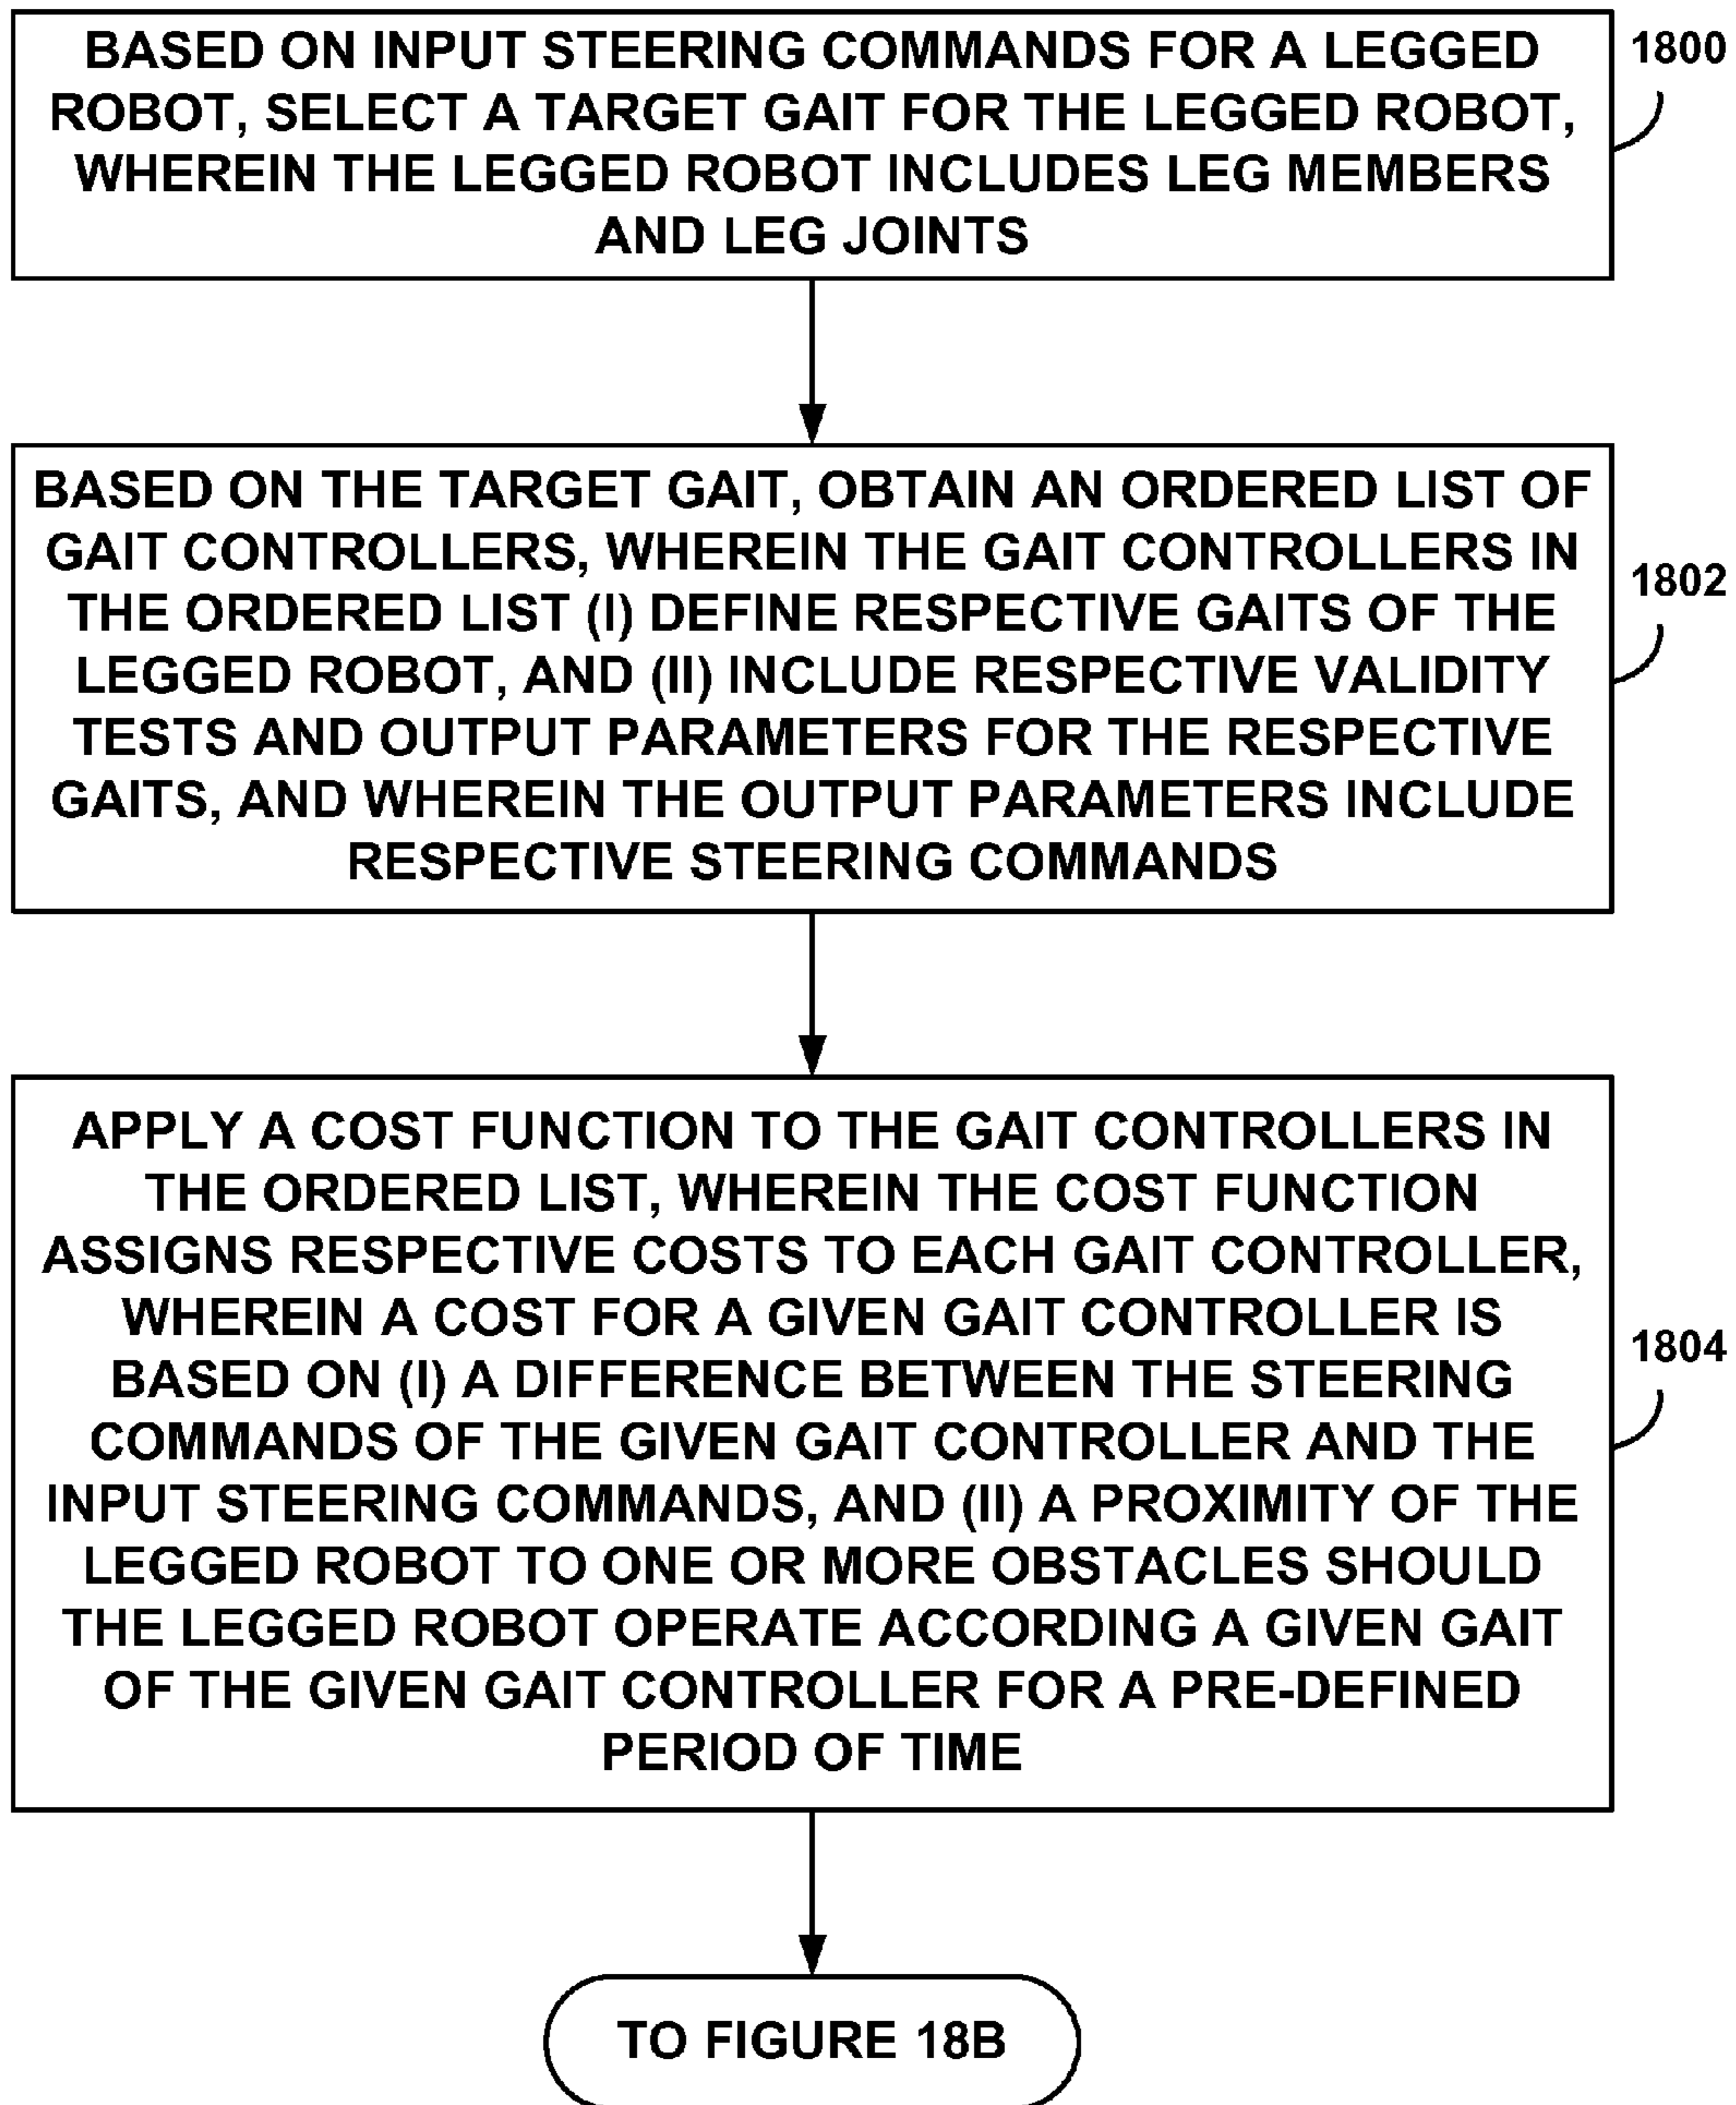 BASED ON INPUT STEERING COMMANDS FOR A LEGGED
ROBOT, SELECT A TARGET GAIT FOR THE LEGGED ROBOT,
WHEREIN THE LEGGED ROBOT INCLUDES LEG MEMBERS
AND LEG JOINTS
1800
BASED ON THE TARGET GAIT, OBTAIN AN ORDERED LIST OF
GAIT CONTROLLERS, WHEREIN THE GAIT CONTROLLERS IN
THE ORDERED LIST (I) DEFINE RESPECTIVE GAITS OF THE
LEGGED ROBOT, AND (II) INCLUDE RESPECTIVE VALIDITY
TESTS AND OUTPUT PARAMETERS FOR THE RESPECTIVE
GAITS, AND WHEREIN THE OUTPUT PARAMETERS INCLUDE
RESPECTIVE STEERING COMMANDS
1802
APPLY A COST FUNCTION TO THE GAIT CONTROLLERS IN
THE ORDERED LIST, WHEREIN THE COST FUNCTION
ASSIGNS RESPECTIVE COSTS TO EACH GAIT CONTROLLER,
WHEREIN A COST FOR A GIVEN GAIT CONTROLLER IS
BASED ON (I) A DIFFERENCE BETWEEN THE STEERING
COMMANDS OF THE GIVEN GAIT CONTROLLER AND THE
INPUT STEERING COMMANDS, AND (II) A PROXIMITY OF THE
LEGGED ROBOT TO ONE OR MORE OBSTACLES SHOULD
THE LEGGED ROBOT OPERATE ACCORDING A GIVEN GAIT
OF THE GIVEN GAIT CONTROLLER FOR A PRE-DEFINED
PERIOD OF TIME
1804
TO FIGURE 18B